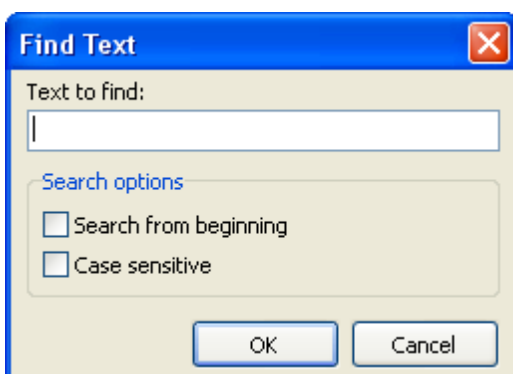 Find Text
Text to find:
Search options
Search from beginning
Case sensitive
OK Cancel